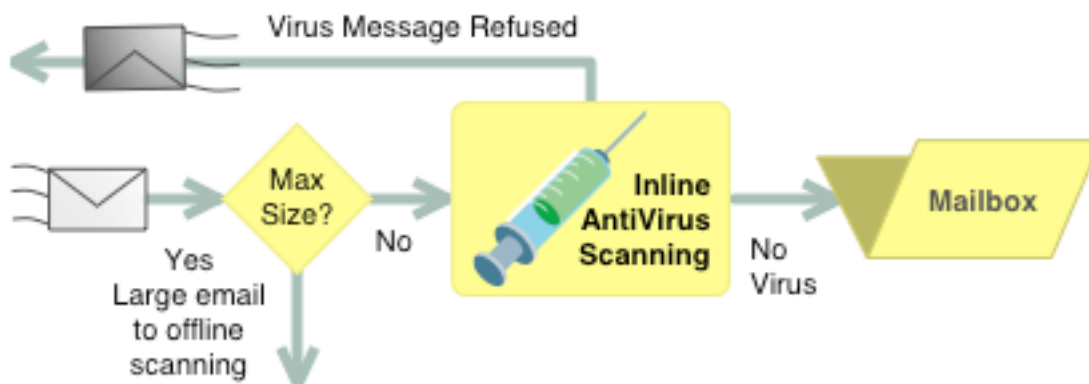 Virus Message Refused
Max
Size?
No
Yes
Large email
to offline
scanning
Inline
AntiVirus
Scanning
No
Virus
Mailbox